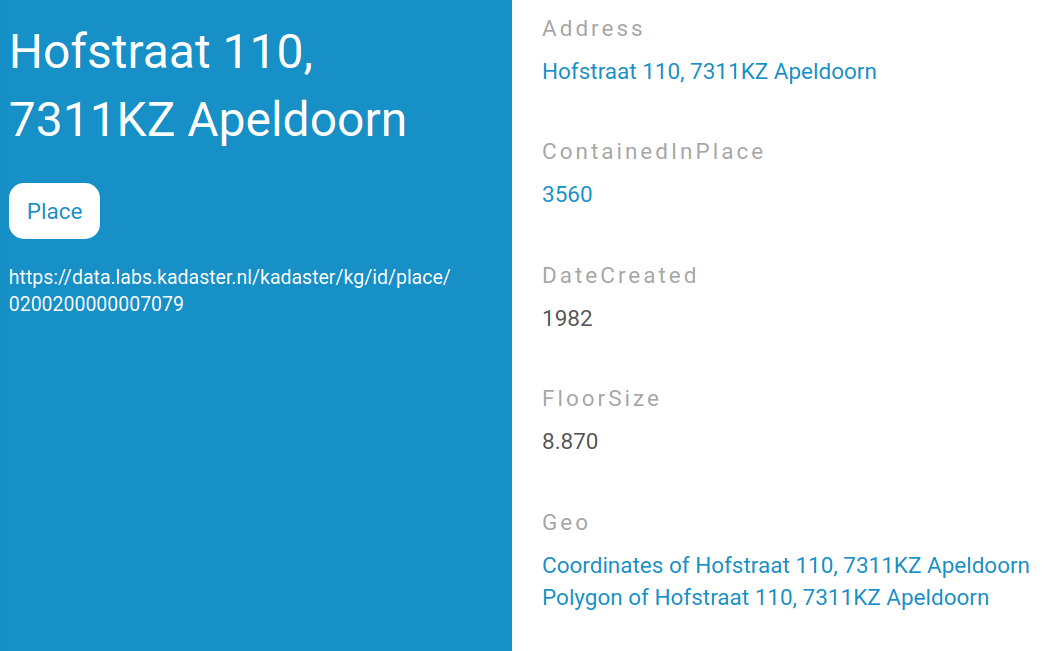 Hofstraat 110,
7311KZ Apeldoorn
Place
https://data.labs.kadaster.nl/kadaster/kg/id/place/
0200200000007079
Address
Hofstraat 110, 7311KZ Apeldoorn
ContainedInPlace
3560
DateCreated
1982
FloorSize
8.870
Geo
Coordinates of Hofstraat 110, 7311KZ Apeldoorn
Polygon of Hofstraat 110, 7311KZ Apeldoorn